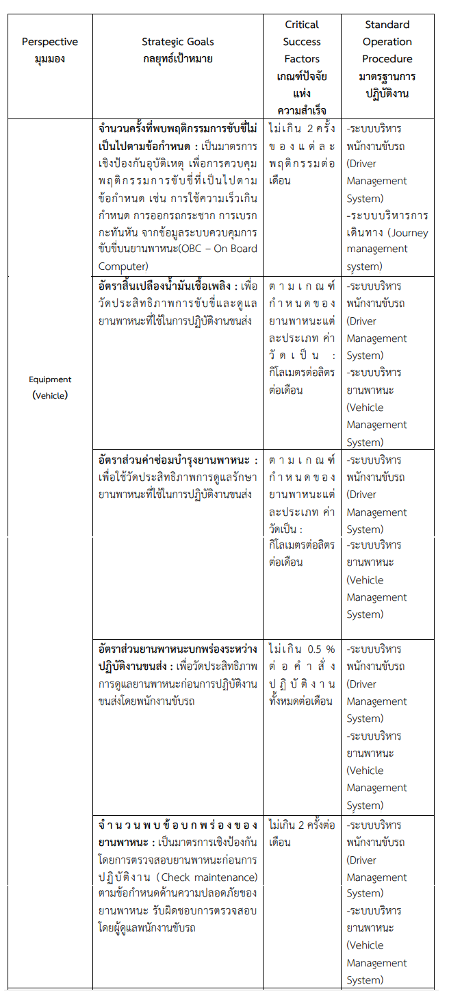 Perspective
มุมมอง
Strategic Goals
กลยุทธ์เป้าหมาย
Critical
Success
Factors
เกณฑ์ปัจจัย
แห่ง
ความสำเร็จ
Standard
Operation
Procedure
มาตรฐานการ
ปฏิบัติงาน
Equipment
(Vehicle)
จำนวนครั้งที่พบพฤติกรรมการขับขี่ไม่
เป็นไปตามข้อกำหนด : เป็นมาตรการ
เชิงป้องกันอุบัติเหตุ เพื่อการควบคุม
พฤติกรรมการขับขี่ที่เป็นไปตาม
ข้อกำหนด เช่น การใช้ความเร็วเกิน
กำหนด การออกรถกระชาก การเบรก
กะทันหัน จากข้อมูลระบบควบคุมการ
ขับขี่บนยานพาหนะ(OBC – On Board
Computer)
ไม่เกิน 2 ครั้ง
ของแต่ละ
พฤติกรรมต่อ
เดือน
-ระบบบริหาร
พนักงานขับรถ
(Driver
Management
System)
-ระบบบริหารการ
เดินทาง (Journey
management
system)
อัตราสิ้นเปลืองน้ำมันเชื้อเพลิง : เพื่อ
วัดประสิทธิภาพการขับขี่และดูแล
ยานพาหนะที่ใช้ในการปฏิบัติงานขนส่ง
ตามเกณฑ์
กำหนดของ
ยานพาหนะแต่
ละประเภท ค่า
วัดเป็น :
กิโลเมตรต่อลิตร
ต่อเดือน
-ระบบบริหาร
พนักงานขับรถ
(Driver
Management
System)
-ระบบบริหาร
ยานพาหนะ
(Vehicle
Management
System)
อัตราส่วนค่าซ่อมบำรุงยานพาหนะ :
เพื่อใช้วัดประสิทธิภาพการดูแลรักษา
ยานพาหนะที่ใช้ในการปฏิบัติงานขนส่ง
ตามเกณฑ์
กำหนดของ
ยานพาหนะแต่
ละประเภท ค่า
วัดเป็น :
กิโลเมตรต่อลิตร
ต่อเดือน
-ระบบบริหาร
พนักงานขับรถ
(Driver
Management
System)
-ระบบบริหาร
ยานพาหนะ
(Vehicle
Management
System)
อัตราส่วนยานพาหนะบกพร่องระหว่าง
ปฏิบัติงานขนส่ง : เพื่อวัดประสิทธิภาพ
การดูแลยานพาหนะก่อนการปฏิบัติงาน
ขนส่งโดยพนักงานขับรถ
ไม่เกิน 0.5 %
ต่อคำสั่ง
ปฏิบัติงาน
ทั้งหมดต่อเดือน
-ระบบบริหาร
พนักงานขับรถ
(Driver
Management
System)
-ระบบบริหาร
ยานพาหนะ
(Vehicle
Management
System)
จำนวนพบข้อบกพร่องของ
ยานพาหนะ : เป็นมาตรการเชิงป้องกัน
โดยการตรวจสอบยานพาหนะก่อนการ
ปฏิบัติงาน (Check maintenance)
ตามข้อกำหนดด้านความปลอดภัยของ
ยานพาหนะ รับผิดชอบการตรวจสอบ
โดยผู้ดูแลพนักงานขับรถ
ไม่เกิน 2 ครั้งต่อ
เดือน
-ระบบบริหาร
พนักงานขับรถ
(Driver
Management
System)
-ระบบบริหาร
ยานพาหนะ
(Vehicle
Management
System)